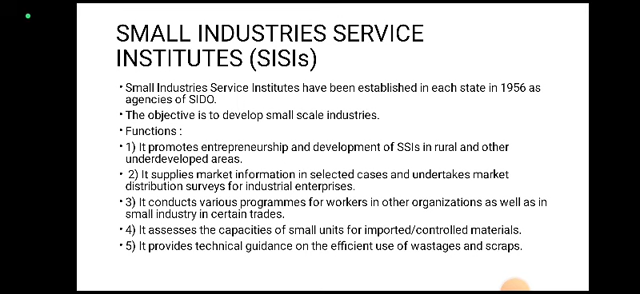 SMALL INDUSTRIES SERVICE
INSTITUTES (SISIs)
• Small Industries Service Institutes have been established in each state in 1956 as
agencies of SIDO.
• The objective is to develop small scale industries.
• Functions :
• 1) It promotes entrepreneurship and development of SSIs in rural and other
underdeveloped areas.
• 2) It supplies market information in selected cases and undertakes market
distribution surveys for industrial enterprises.
• 3) It conducts various programmes for workers in other organizations as well as in
small industry in certain trades.
• 4) It assesses the capacities of small units for imported/controlled materials.
• 5) It provides technical guidance on the efficient use of wastages and scraps.